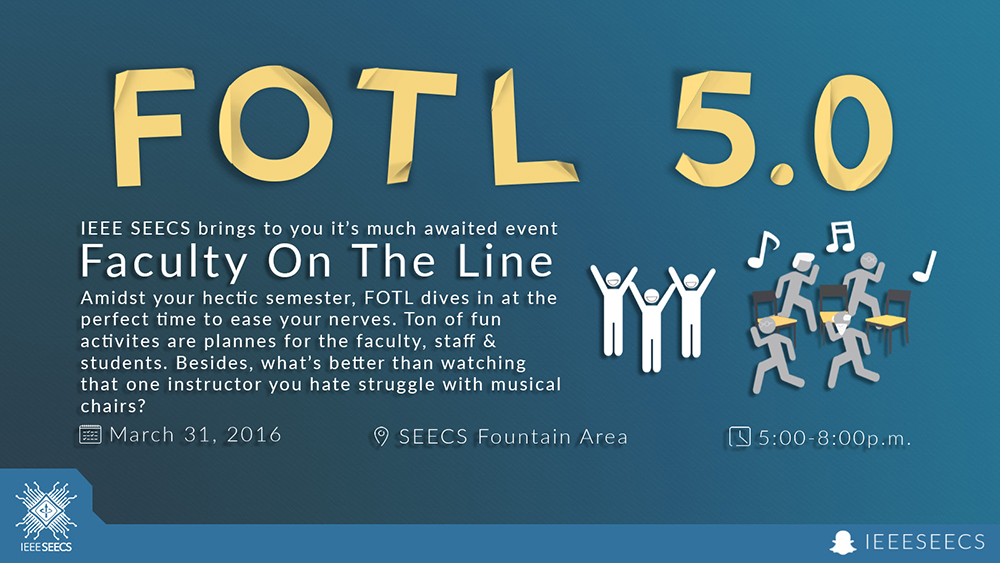 FOTL 5.0
IEEE SEECS brings to you it's much awaited event
Faculty On The Line
Amidst your hectic semester, FOTL dives in at the
perfect time to ease your nerves. Ton of fun
activites are plannes for the faculty, staff &
students. Besides, what's better than watching
that one instructor you hate struggle with musical
chairs?
March 31, 2016
SEECS Fountain Area
5:00-8:00p.m.
IEEESEECS
IEEESEECS